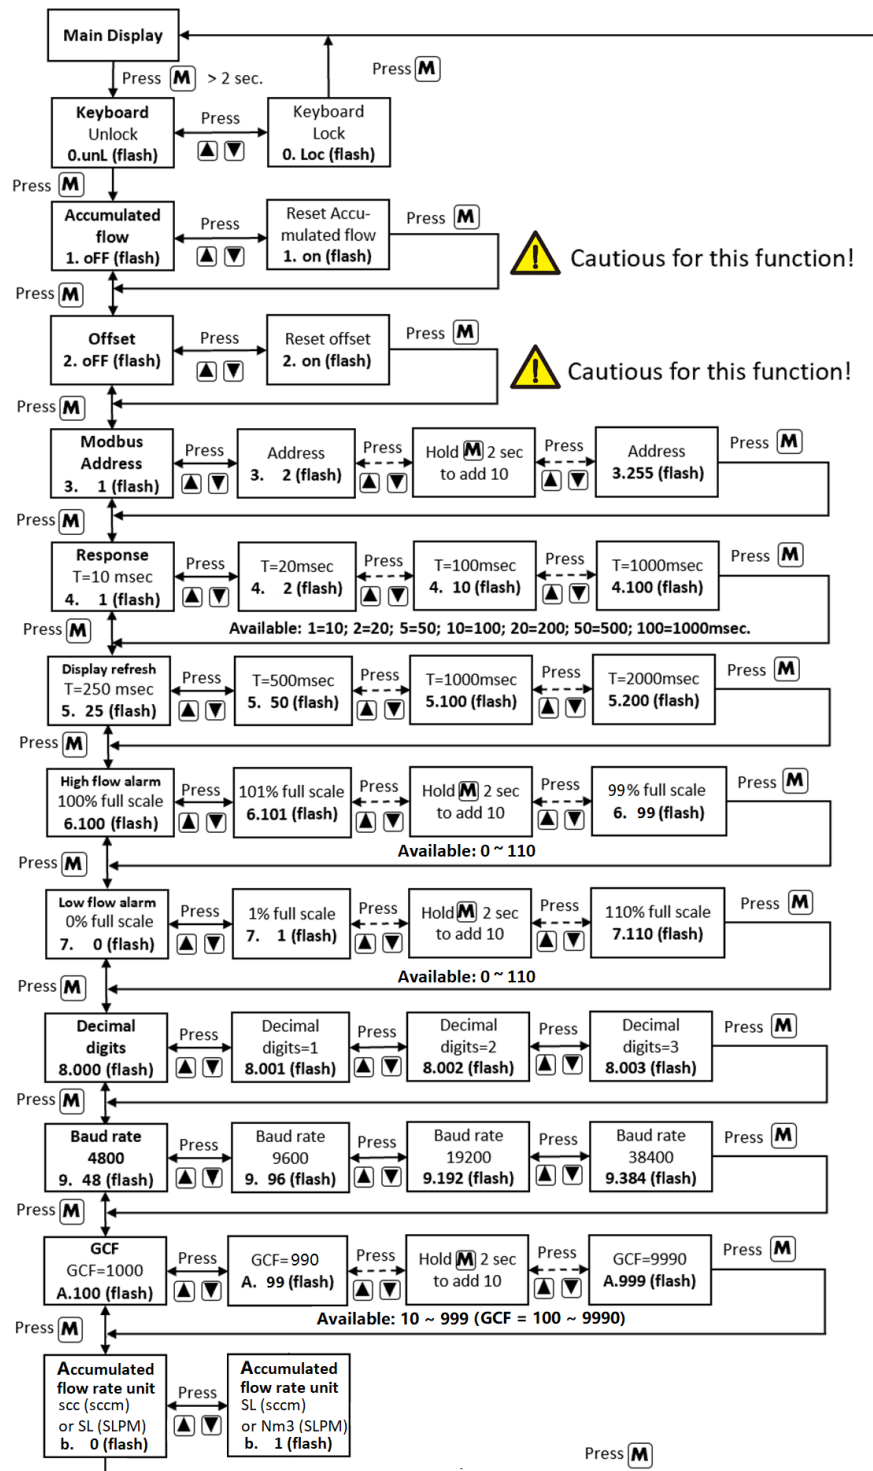 Main Display
Press M > 2 sec.
Press M
Keyboard
Unlock
0.unL (flash)
Press
Keyboard
Lock
0. Loc (flash)
Press M
Accumulated
flow
1. oFF (flash)
Press
Reset Accu-
mulated flow
1. on (flash)
Press M
Cautious for this function!
Press M
Offset
2. oFF (flash)
Press
Reset offset
2. on (flash)
Press M
Cautious for this function!
Press M
Modbus
Address
3. 1 (flash)
Press
Address
3. 2 (flash)
Press
Hold M 2 sec
to add 10
Press
Address
3.255 (flash)
Press M
Press M
Response
T=10 msec
4. 1 (flash)
Press
T=20msec
4. 2 (flash)
Press
T=100msec
4. 10 (flash)
Press
T=1000msec
4.100 (flash)
Press M
Press M
Available: 1=10; 2=20; 5=50; 10=100; 20=200; 50=500; 100=1000msec.
Display refresh
T=250 msec
5. 25 (flash)
Press
T=500msec
5. 50 (flash)
Press
T=1000msec
5.100 (flash)
Press
T=2000msec
5.200 (flash)
Press M
Press M
High flow alarm
100% full scale
6.100 (flash)
Press
101% full scale
6.101 (flash)
Press
Hold M 2 sec
to add 10
Press
99% full scale
6. 99 (flash)
Press M
Available: 0 ~ 110
Press M
Low flow alarm
0% full scale
7. 0 (flash)
Press
1% full scale
7. 1 (flash)
Press
Hold M 2 sec
to add 10
Press
110% full scale
7.110 (flash)
Press M
Available: 0 ~ 110
Press M
Decimal
digits
8.000 (flash)
Press
Decimal
digits=1
8.001 (flash)
Press
Decimal
digits=2
8.002 (flash)
Press
Decimal
digits=3
8.003 (flash)
Press M
Press M
Baud rate
4800
9. 48 (flash)
Press
Baud rate
9600
9. 96 (flash)
Press
Baud rate
19200
9.192 (flash)
Press
Baud rate
38400
9.384 (flash)
Press M
Press M
GCF
GCF=1000
A.100 (flash)
Press
GCF=990
A. 99 (flash)
Press
Hold M 2 sec
to add 10
Press
GCF=9990
A.999 (flash)
Press M
Available: 10 ~ 999 (GCF = 100 ~ 9990)
Press M
Accumulated
flow rate unit
scc (sccm)
or SL (SLPM)
b. 0 (flash)
Press
Accumulated
flow rate unit
SL (sccm)
or Nm3 (SLPM)
b. 1 (flash)
Press M